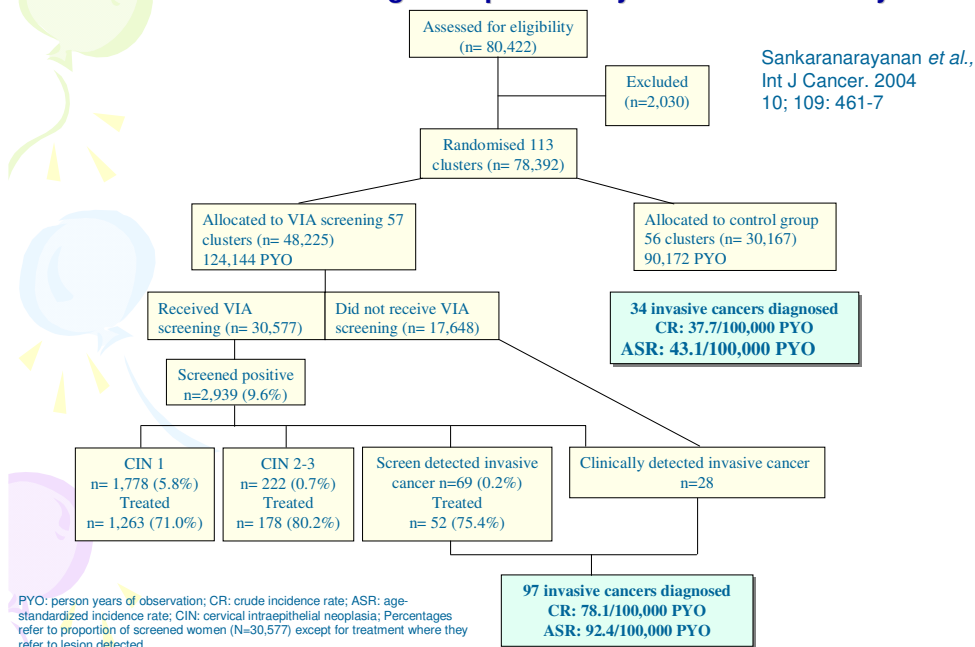 Assessed for eligibility
(n= 80,422)
Sankaranarayanan et al.,
Int J Cancer. 2004
10; 109: 461-7
Excluded
(n=2,030)
Randomised 113
clusters (n= 78,392)
Allocated to VIA screening 57
clusters (n= 48,225)
124,144 PYO
Allocated to control group
56 clusters (n= 30,167)
90,172 PYO
Received VIA
screening (n= 30,577)
Did not receive VIA
screening (n= 17,648)
34 invasive cancers diagnosed
CR: 37.7/100,000 PYO
ASR: 43.1/100,000 PYO
Screened positive
n=2,939 (9.6%)
CIN 1
n= 1,778 (5.8%)
Treated
n= 1,263 (71.0%)
CIN 2-3
n= 222 (0.7%)
Treated
n= 178 (80.2%)
Screen detected invasive
cancer n=69 (0.2%)
Treated
n= 52 (75.4%)
Clinically detected invasive cancer
n=28
97 invasive cancers diagnosed
CR: 78.1/100,000 PYO
ASR: 92.4/100,000 PYO
PYO: person years of observation; CR: crude incidence rate; ASR: age-
standardized incidence rate; CIN: cervical intraepithelial neoplasia; Percentages
refer to proportion of screened women (N=30,577) except for treatment where they
refer to lesion detected